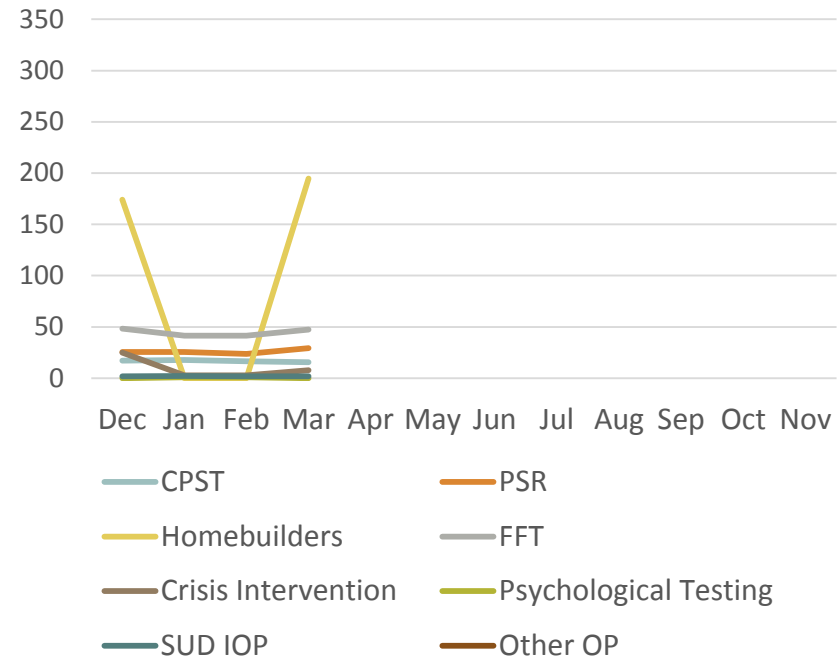 350
300
250
200
150
100
50
0
Dec Jan Feb Mar Apr May Jun Jul Aug Sep Oct Nov
CPST PSR
Homebuilders FFT
Crisis Intervention Psychological Testing
SUD IOP Other OP